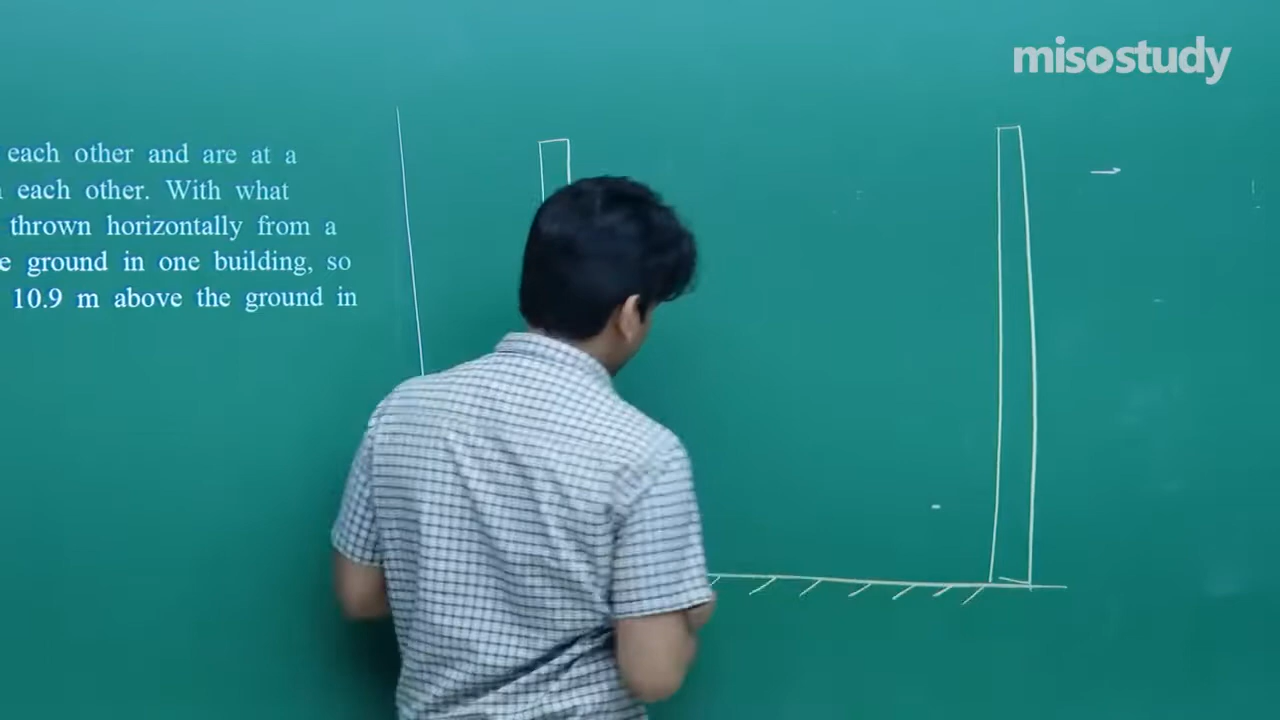 misostudy
each other and are at a
each other. With what
thrown horizontally from a
ground in one building, so
10.9 m above the ground in